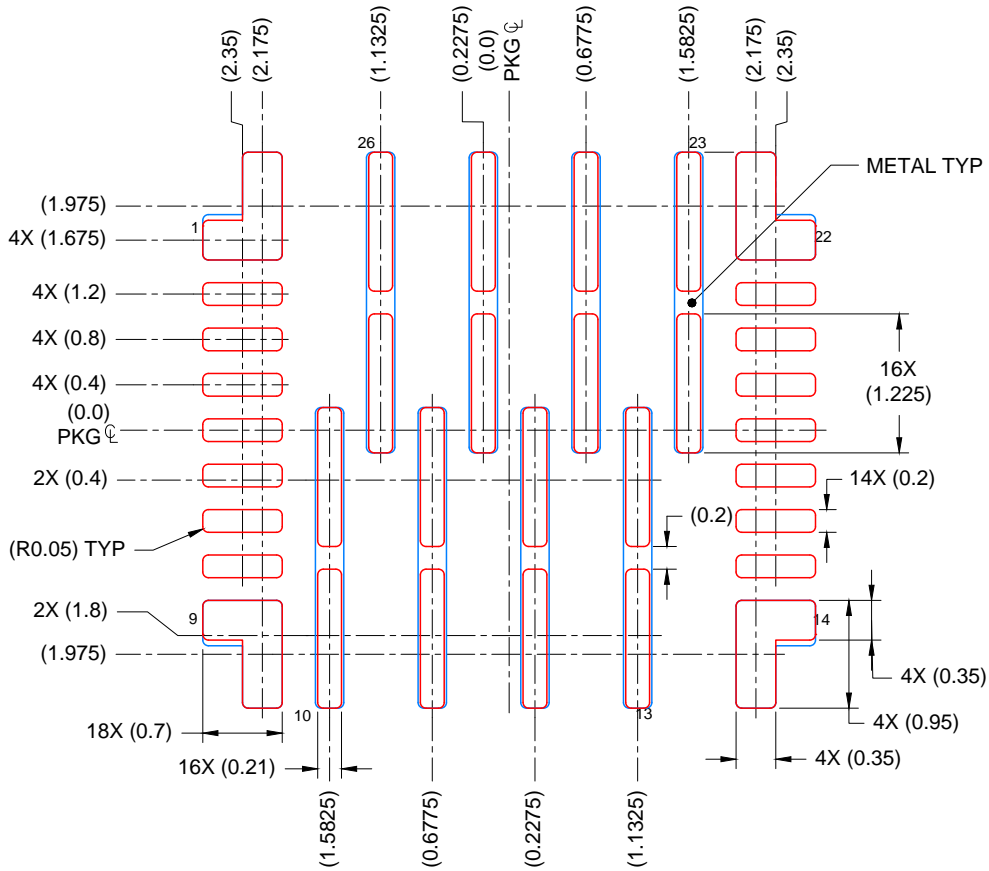 (2.35)
(2.175)
(1.1325)
(0.2275)
(0.0)
PKG ℄
(0.6775)
(1.5825)
(2.175)
(2.35)
26
23
METAL TYP
(1.975)
1
22
4X (1.675)
4X (1.2)
4X (0.8)
4X (0.4)
16X
(1.225)
(0.0)
PKG ℄
2X (0.4)
14X (0.2)
(0.2)
(R0.05) TYP
2X (1.8)
9
14
(1.975)
4X (0.35)
10
13
18X (0.7)
4X (0.95)
16X (0.21)
4X (0.35)
(1.5825)
(0.6775)
(0.2275)
(1.1325)